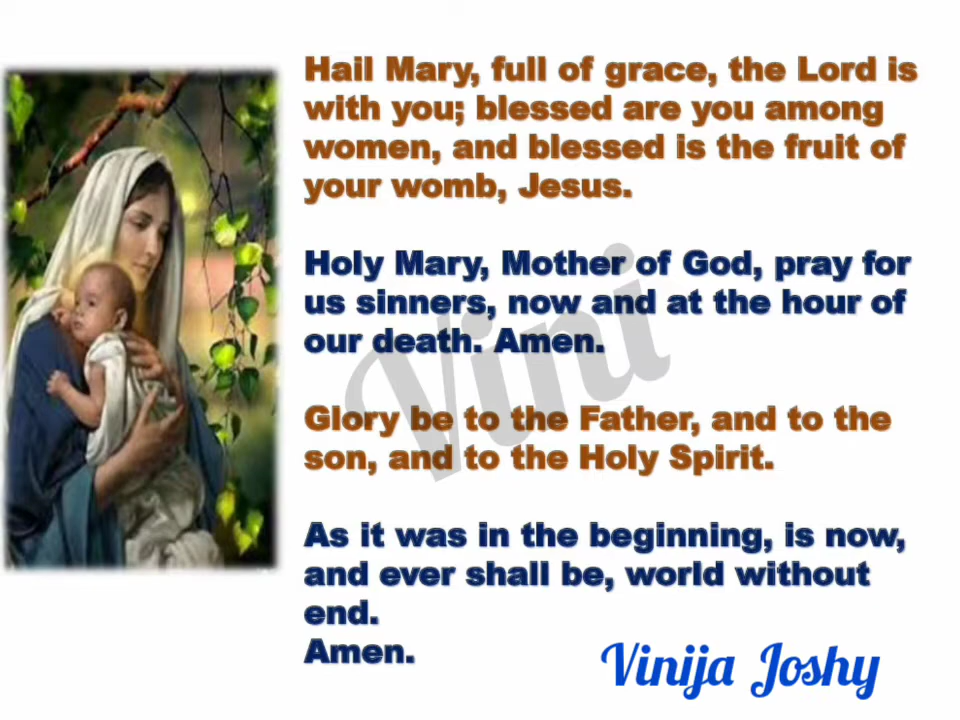 Hail Mary, full of grace, the Lord is
with you; blessed are you among
women, and blessed is the fruit of
your womb, Jesus.
Holy Mary, Mother of God, pray for
us sinners, now and at the hour of
our death. Amen.
Vini
Glory be to the Father, and to the
son, and to the Holy Spirit.
As it was in the beginning, is now,
and ever shall be, world without
end.
Amen.
Vinija Joshy